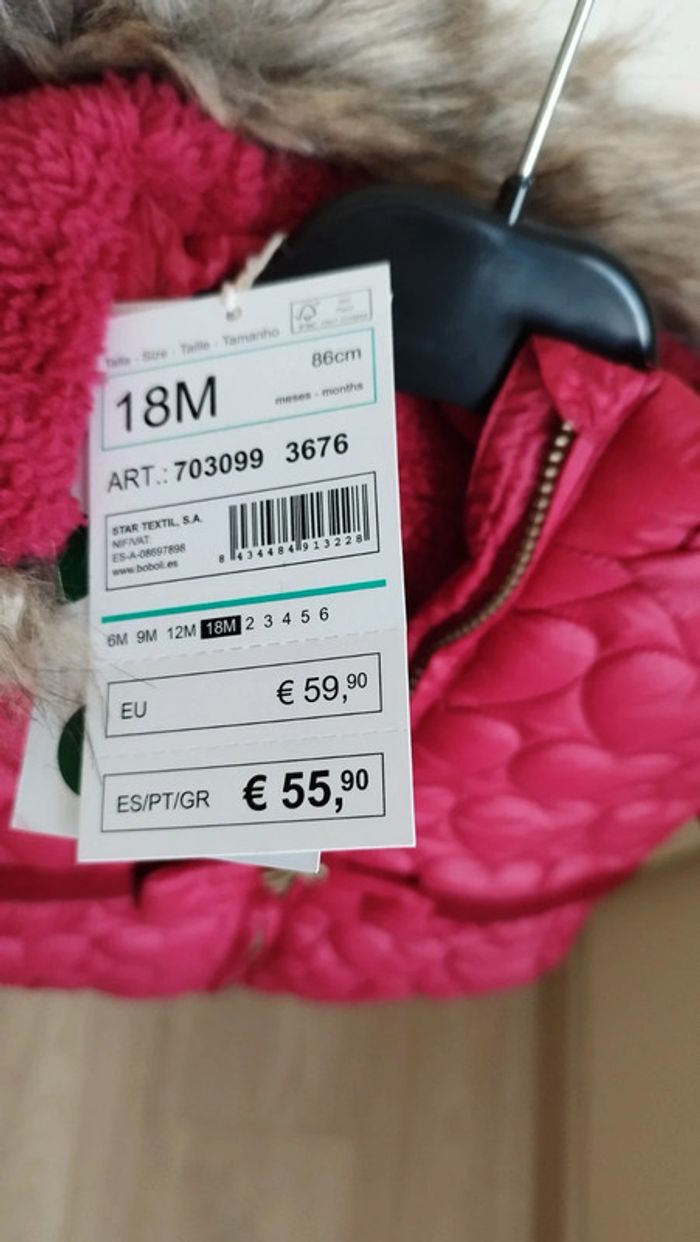 Talla - Size - Taille - Tamanho
86cm
18M
meses - months
ART.: 703099 3676
STAR TEXTIL, S.A.
NIF/VAT:
ES-A-08697898
www.boboli.es
8 434484 913228
6M 9M 12M 18M 2 3 4 5 6
EU € 59,90
ES/PT/GR € 55,90